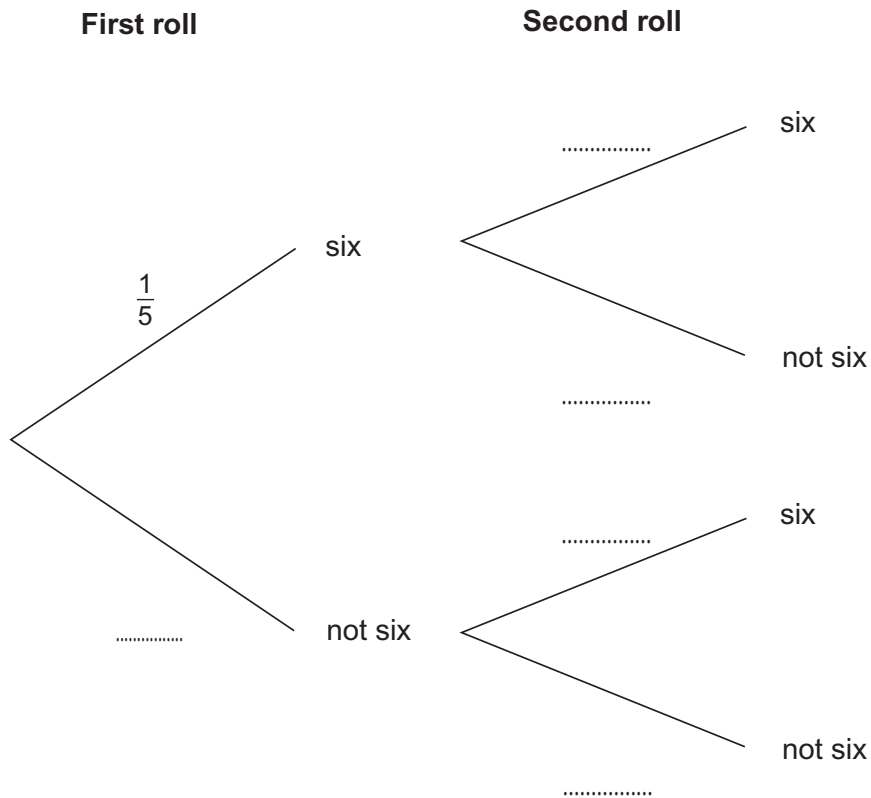 First roll
Second roll
six
................
six
1
5
not six
................
six
................
not six
................
not six
................